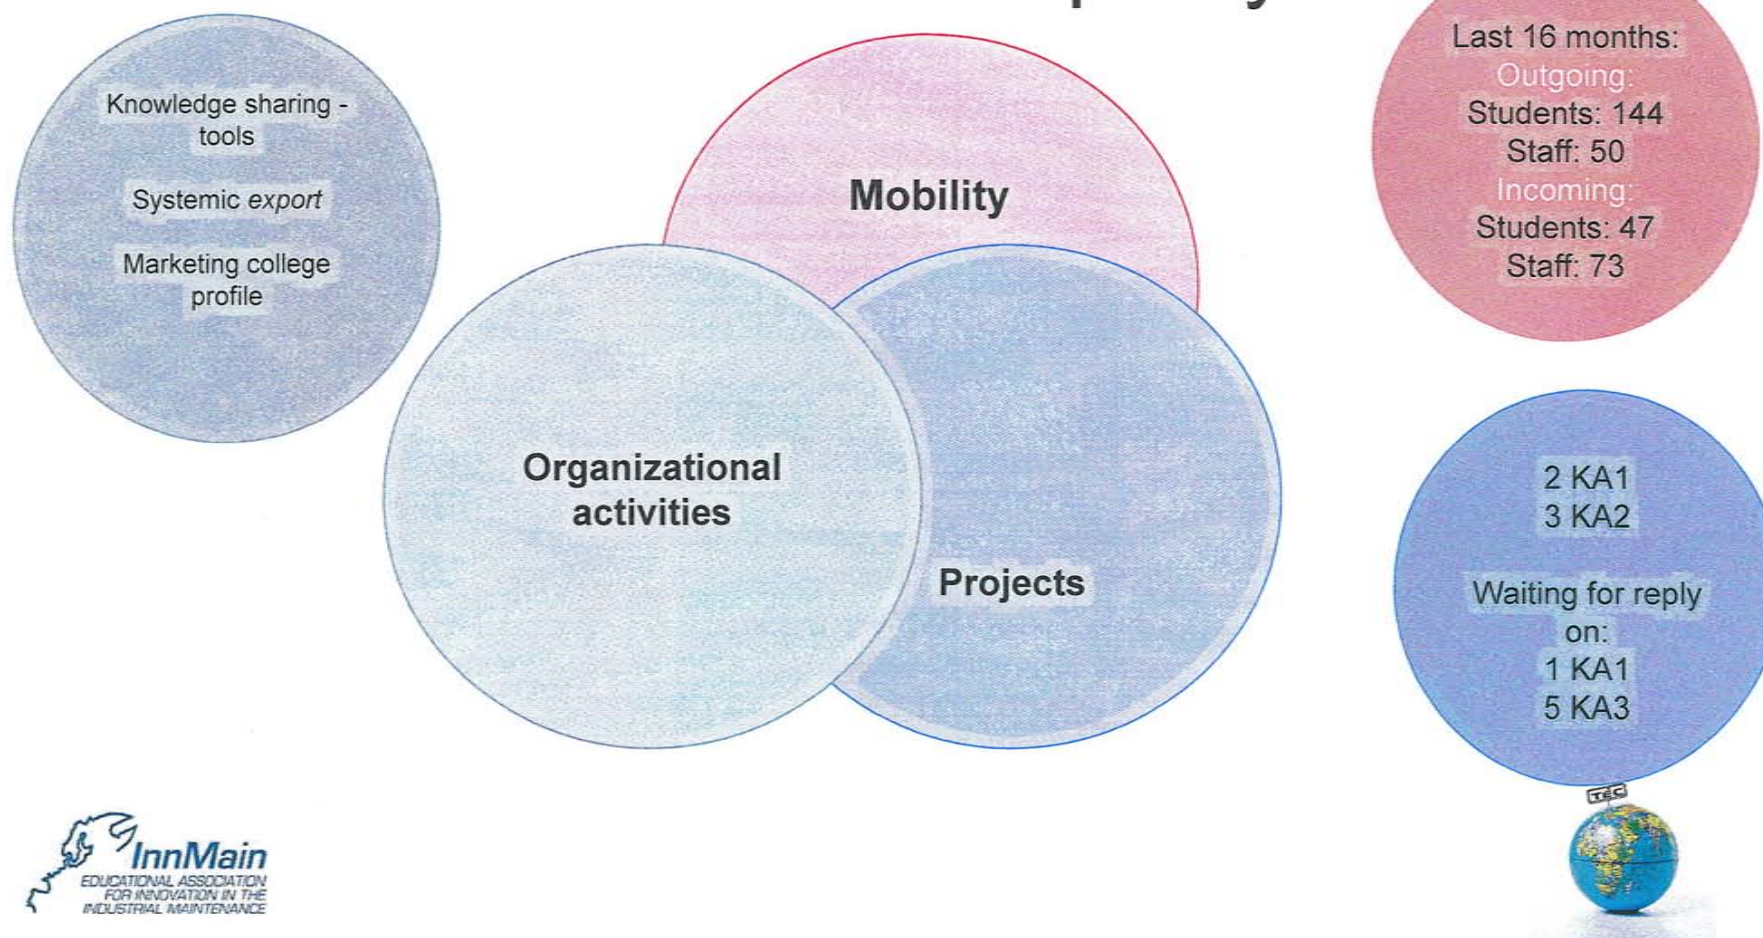 Knowledge sharing -
tools
Systemic export
Marketing college
profile
Mobility
Organizational
activities
Projects
Last 16 months:
Outgoing:
Students: 144
Staff: 50
Incoming:
Students: 47
Staff: 73
2 KA1
3 KA2
Waiting for reply
on:
1 KA1
5 KA3
TEC
InnMain
EDUCATIONAL ASSOCIATION
FOR INNOVATION IN THE
INDUSTRIAL MAINTENANCE